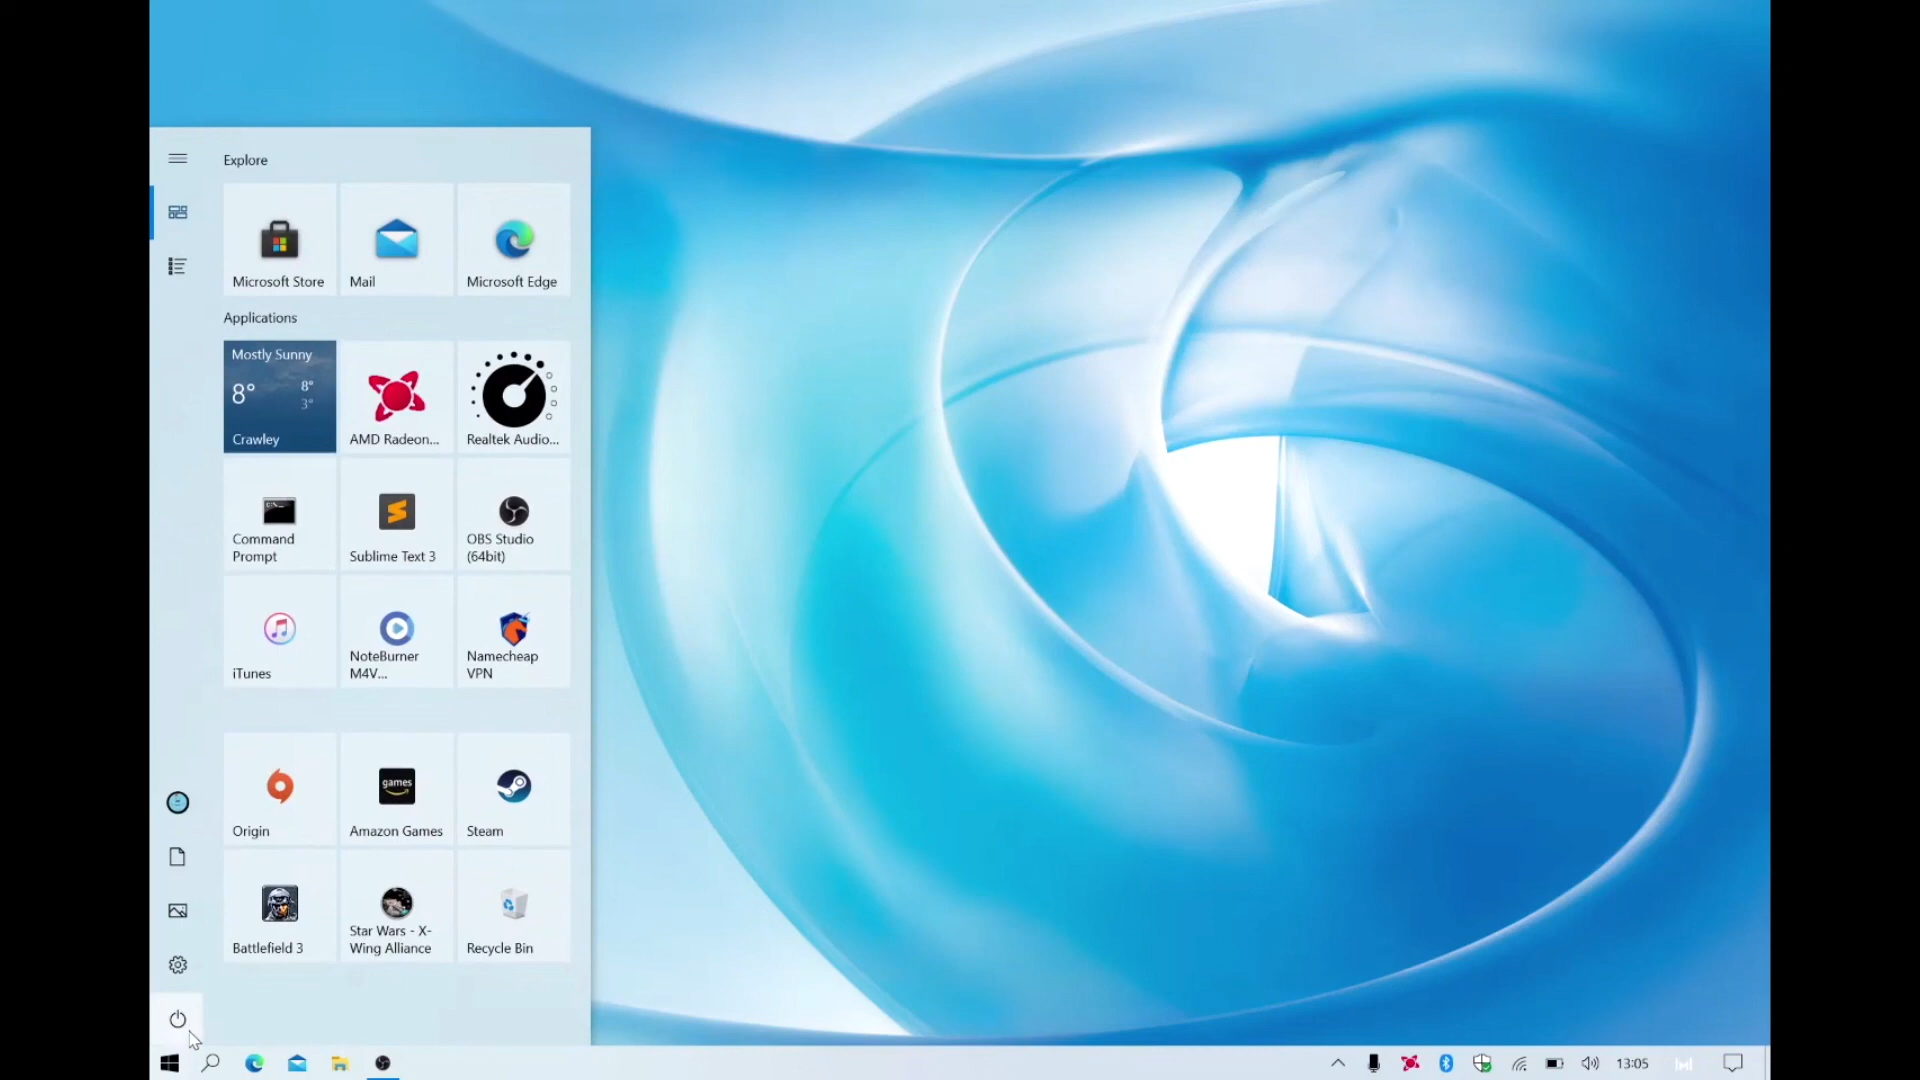 Explore
Microsoft Store
Mail
Microsoft Edge
Applications
Mostly Sunny
8°
8°
3°
Crawley
AMD Radeon...
Realtek Audio...
C:\_
Command
Prompt
Sublime Text 3
OBS Studio
(64bit)
iTunes
NoteBurner
M4V...
Namecheap
VPN
Origin
games
Amazon Games
Steam
Battlefield 3
Star Wars - X-
Wing Alliance
Recycle Bin
13:05